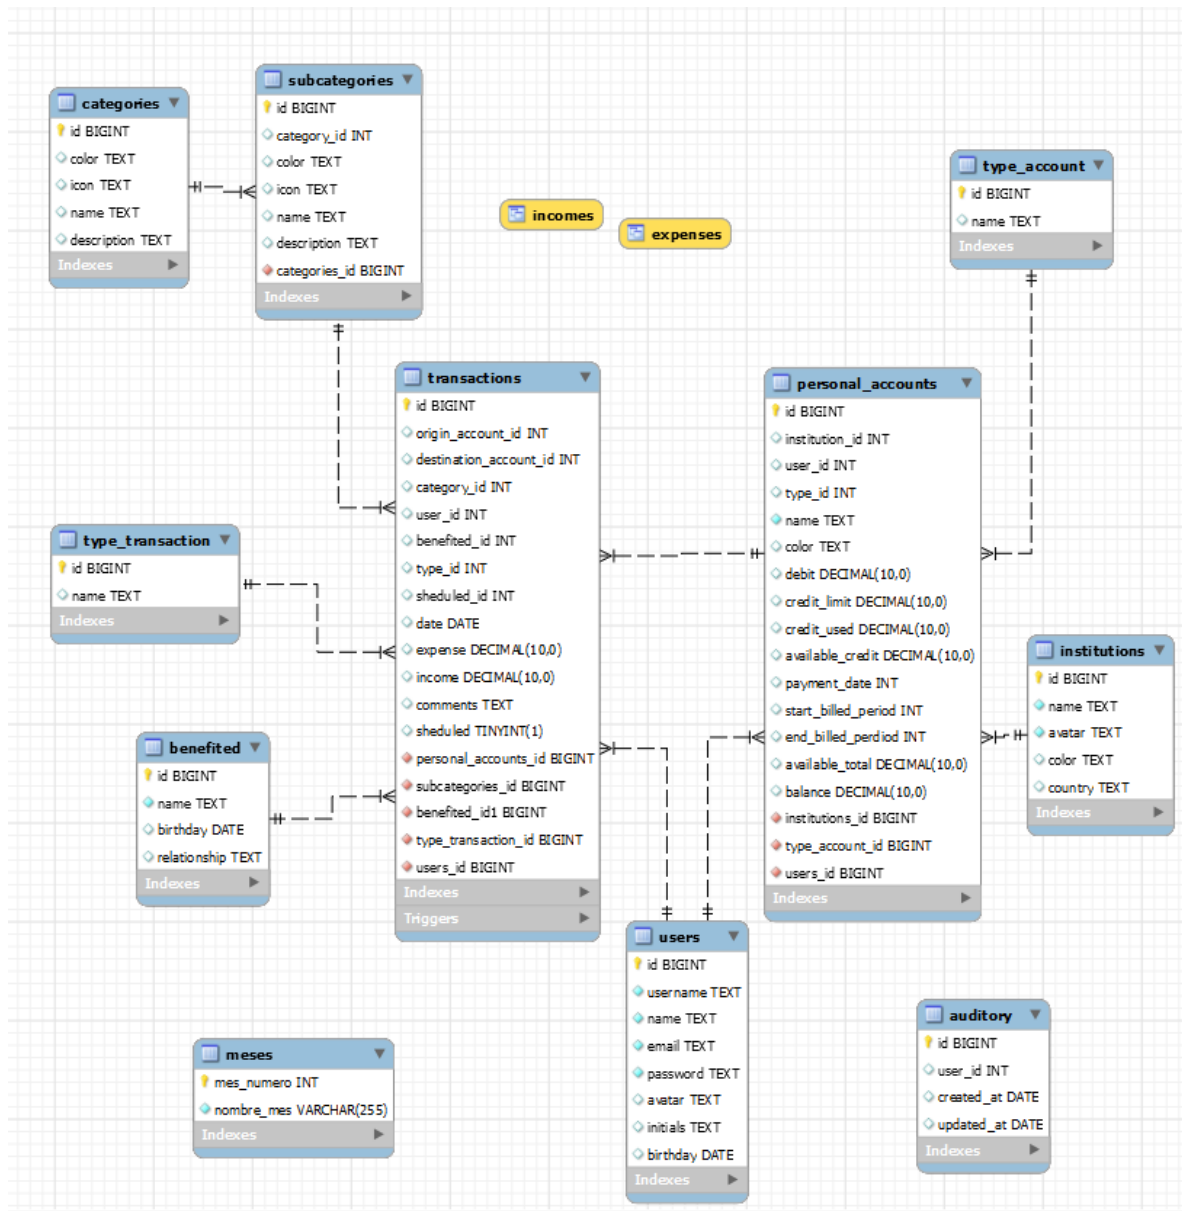 categories
id BIGINT
color TEXT
icon TEXT
name TEXT
description TEXT
Indexes
subcategories
id BIGINT
category_id INT
color TEXT
icon TEXT
name TEXT
description TEXT
categories_id BIGINT
Indexes
incomes
expenses
type_account
id BIGINT
name TEXT
Indexes
transactions
id BIGINT
origin_account_id INT
destination_account_id INT
category_id INT
user_id INT
benefited_id INT
type_id INT
sheduled_id INT
date DATE
expense DECIMAL(10,0)
income DECIMAL(10,0)
comments TEXT
sheduled TINYINT(1)
personal_accounts_id BIGINT
subcategories_id BIGINT
benefited_id1 BIGINT
type_transaction_id BIGINT
users_id BIGINT
Indexes
Triggers
personal_accounts
id BIGINT
institution_id INT
user_id INT
type_id INT
name TEXT
color TEXT
debit DECIMAL(10,0)
credit_limit DECIMAL(10,0)
credit_used DECIMAL(10,0)
available_credit DECIMAL(10,0)
payment_date INT
start_billed_period INT
end_billed_perdiod INT
available_total DECIMAL(10,0)
balance DECIMAL(10,0)
institutions_id BIGINT
type_account_id BIGINT
users_id BIGINT
Indexes
type_transaction
id BIGINT
name TEXT
Indexes
institutions
id BIGINT
name TEXT
avatar TEXT
color TEXT
country TEXT
Indexes
benefited
id BIGINT
name TEXT
birthday DATE
relationship TEXT
Indexes
users
id BIGINT
username TEXT
name TEXT
email TEXT
password TEXT
avatar TEXT
initials TEXT
birthday DATE
Indexes
auditory
id BIGINT
user_id INT
created_at DATE
updated_at DATE
Indexes
meses
mes_numero INT
nombre_mes VARCHAR(255)
Indexes